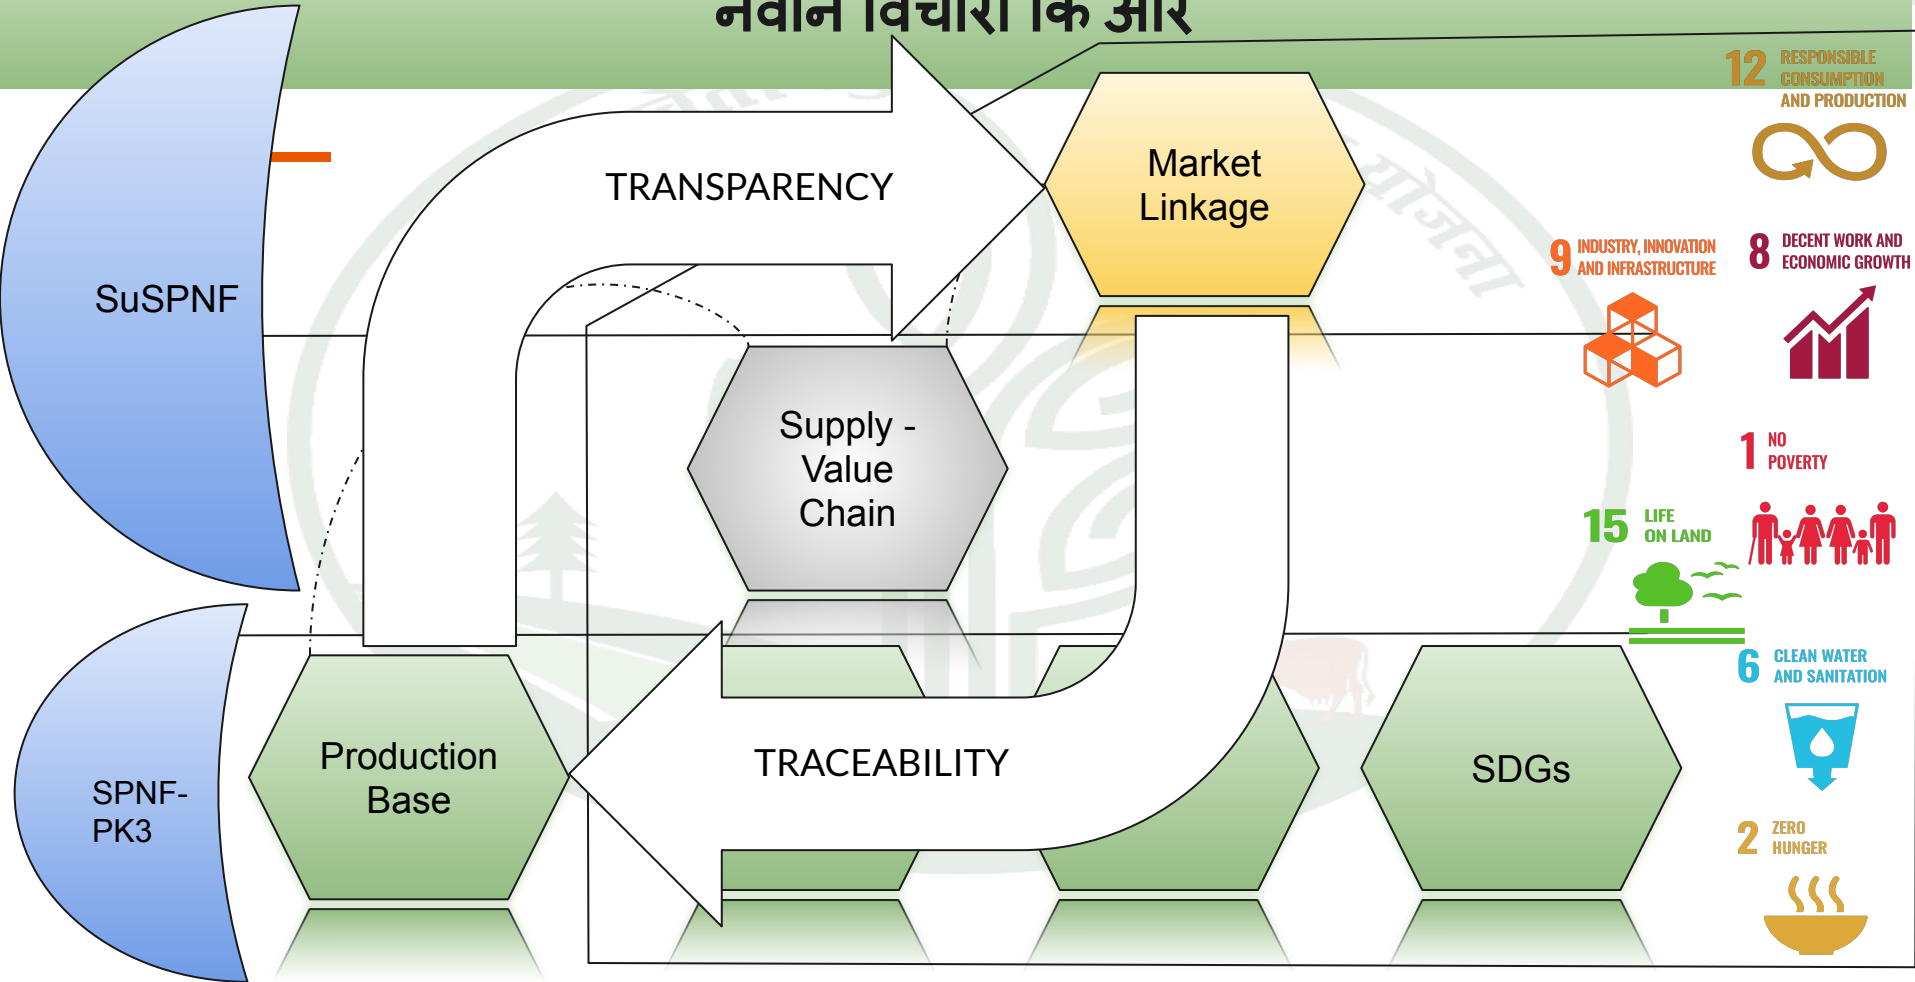 नवीन विचारों कि ओर
12 RESPONSIBLE
CONSUMPTION
AND PRODUCTION
TRANSPARENCY
Market
Linkage
योजना
9 INDUSTRY, INNOVATION
AND INFRASTRUCTURE
8 DECENT WORK AND
ECONOMIC GROWTH
SuSPNF
Supply -
Value
Chain
1 NO
POVERTY
15 LIFE
ON LAND
6 CLEAN WATER
AND SANITATION
SPNF-
PK3
Production
Base
TRACEABILITY
SDGs
2 ZERO
HUNGER